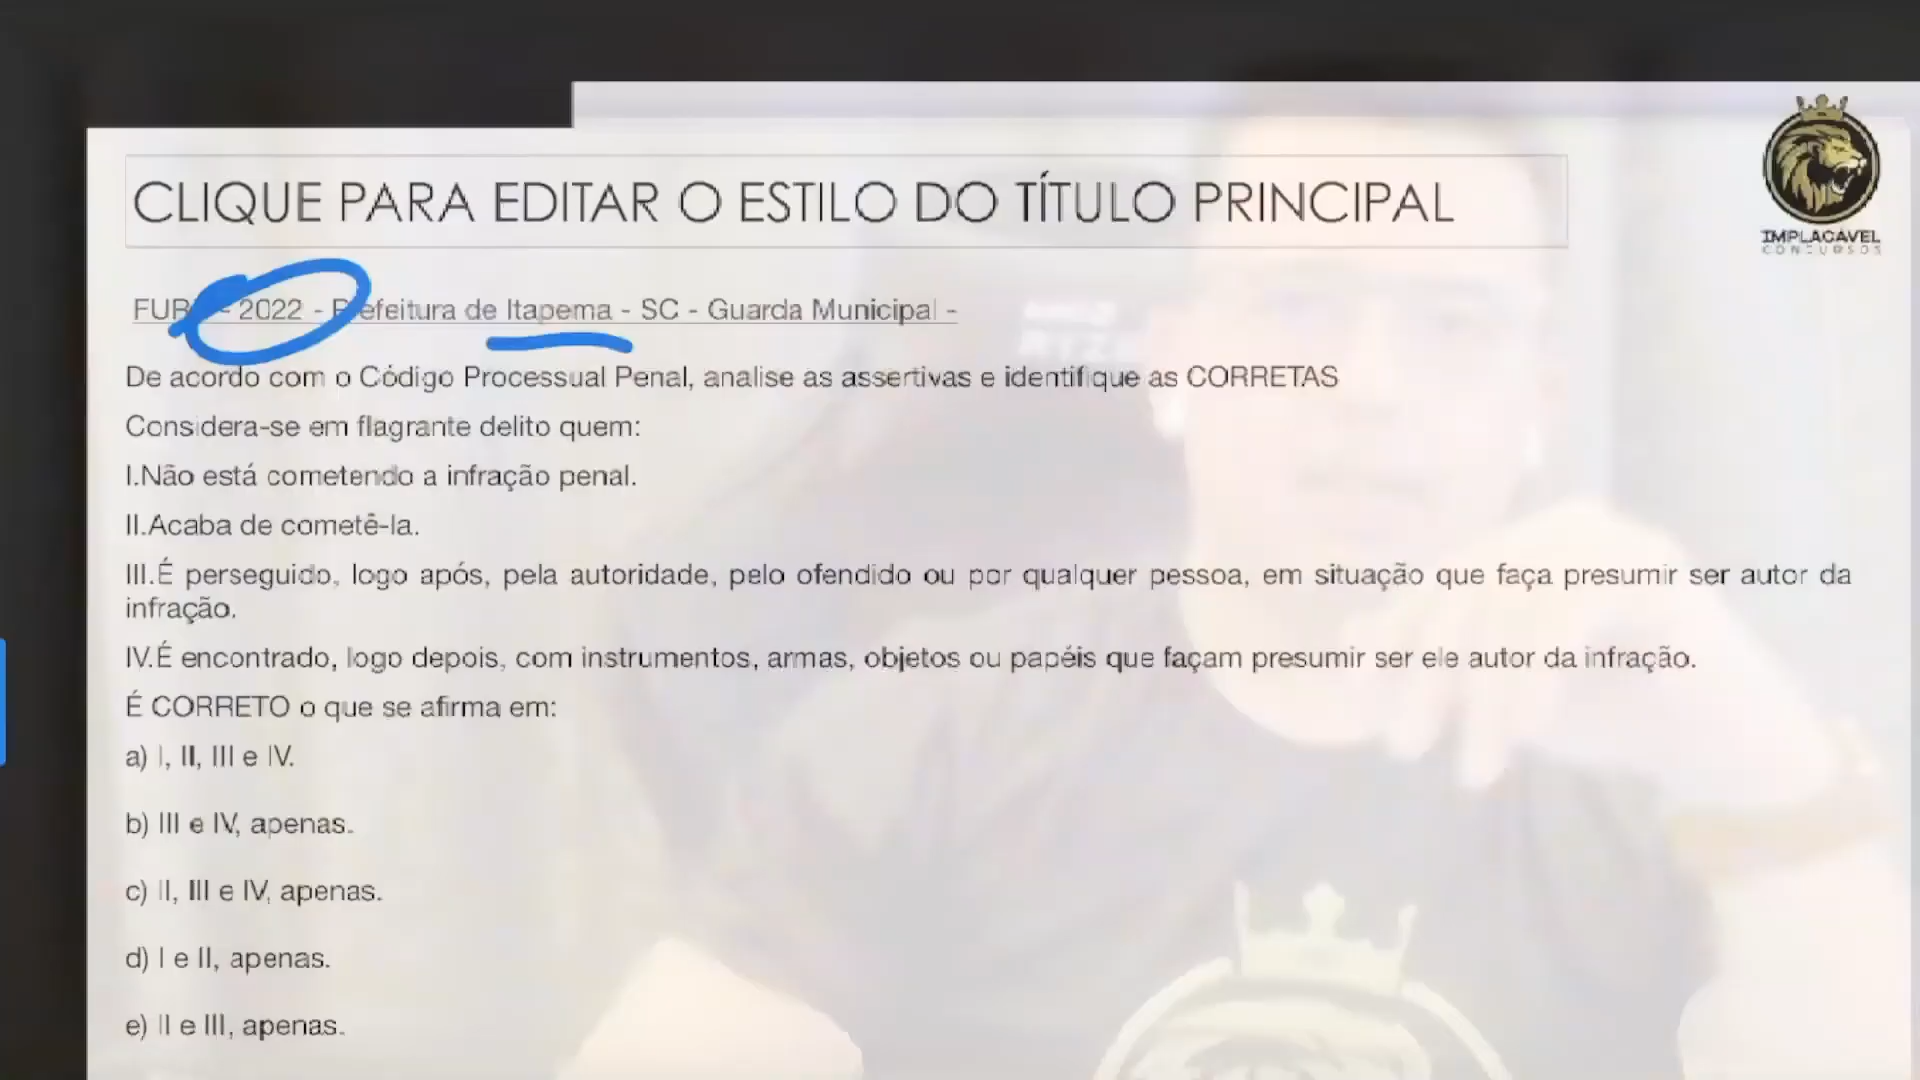 CLIQUE PARA EDITAR O ESTILO DO TÍTULO PRINCIPAL
IMPLACÁVEL
CONCURSOS
2022 - Prefeitura de Itapema - SC - Guarda Municipal -
De acordo com o Código Processual Penal, analise as assertivas e identifique as CORRETAS
Considera-se em flagrante delito quem:
I.Não está cometendo a infração penal.
II.Acaba de cometê-la.
III.É perseguido, logo após, pela autoridade, pelo ofendido ou por qualquer pessoa, em situação que faça presumir ser autor da
infração.
IV.É encontrado, logo depois, com instrumentos, armas, objetos ou papéis que façam presumir ser ele autor da infração.
É CORRETO o que se afirma em:
a) I, II, III e IV.
b) III e IV, apenas.
c) II, III e IV, apenas.
d) I e II, apenas.
e) II e III, apenas.